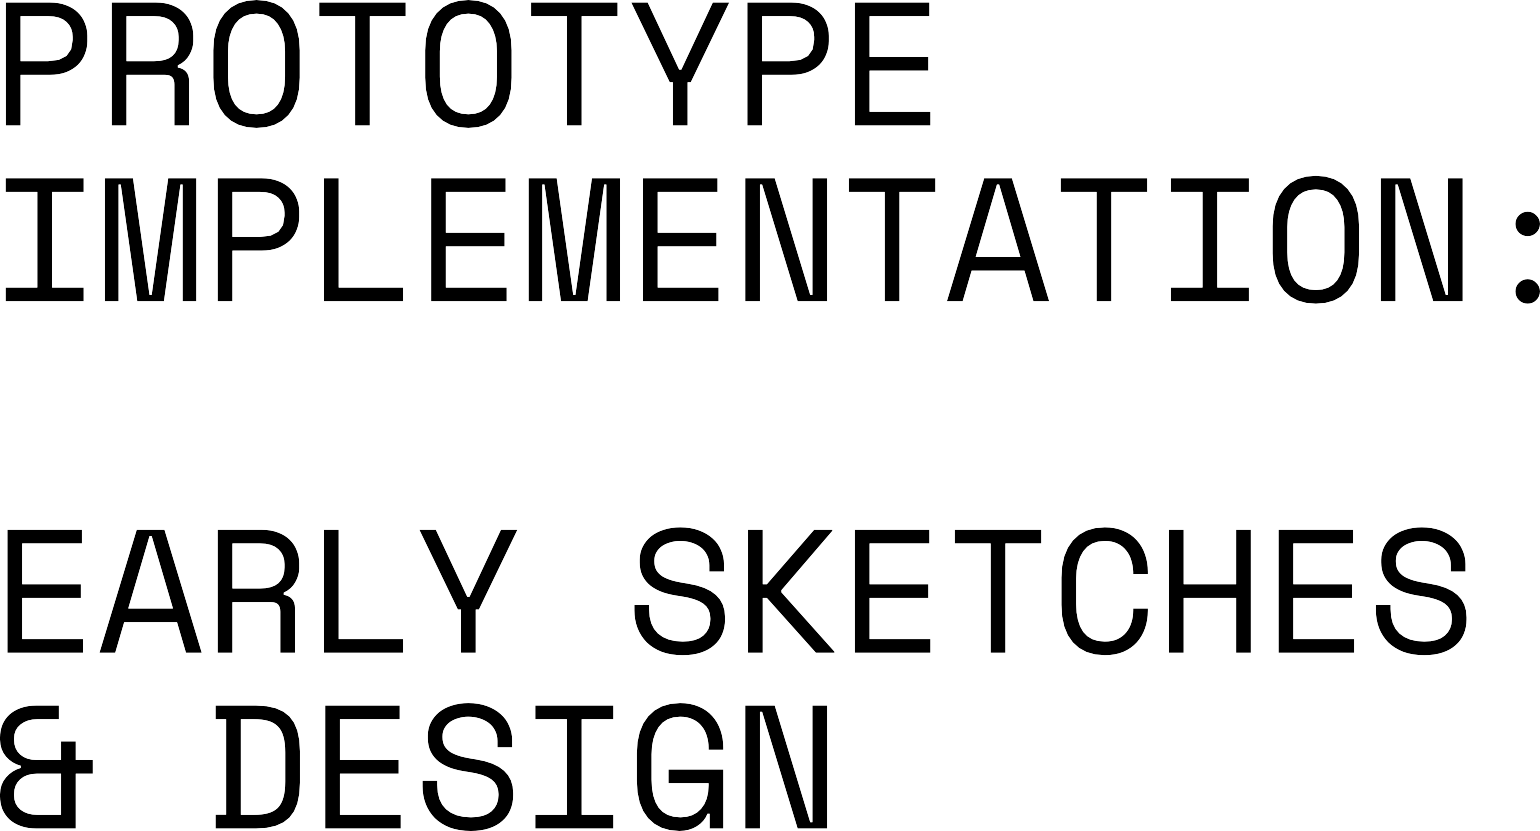 PROTOTYPE
IMPLEMENTATION:
EARLY SKETCHES
& DESIGN